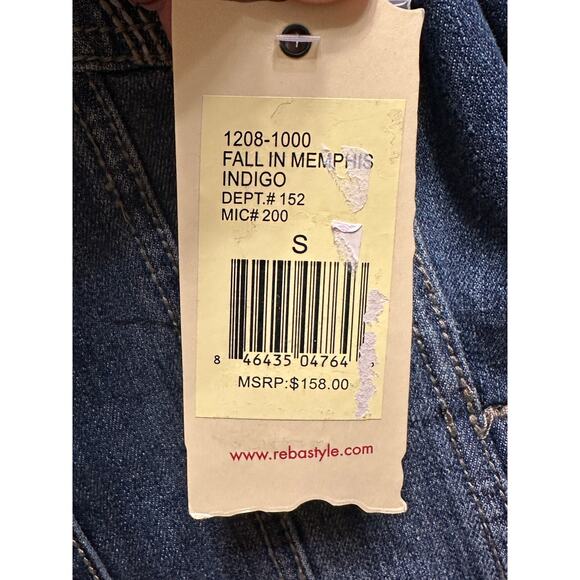 1208-1000
FALL IN MEMPHIS
INDIGO
DEPT.# 152
MIC# 200
S
8 46435 04764
MSRP:$158.00
www.rebastyle.com